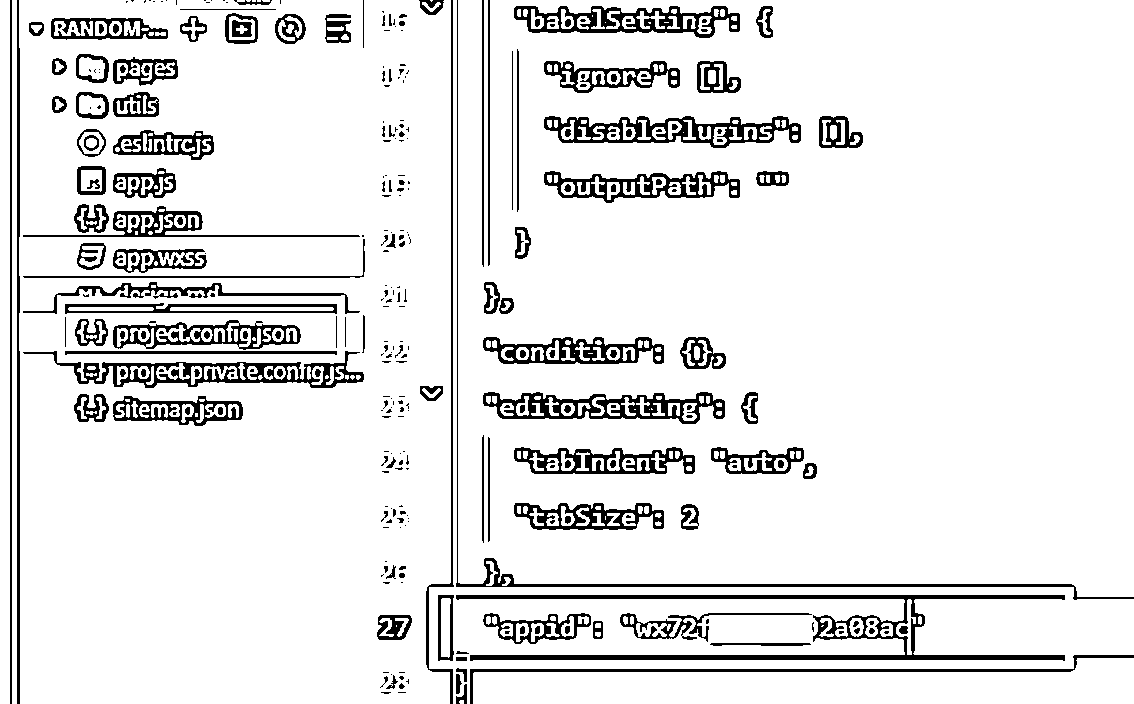 RANDOM-...
pages
utils
.eslintrc.js
app.js
app.json
app.wxss
design.md
project.config.json
project.private.config.js...
sitemap.json
16 "babelSetting": {
17 "ignore": [],
18 "disablePlugins": [],
19 "outputPath": ""
20 }
21 },
22 "condition": {},
23 "editorSetting": {
24 "tabIndent": "auto",
25 "tabSize": 2
26 },
27 "appid": "wx72f 2a08ac"
28 }